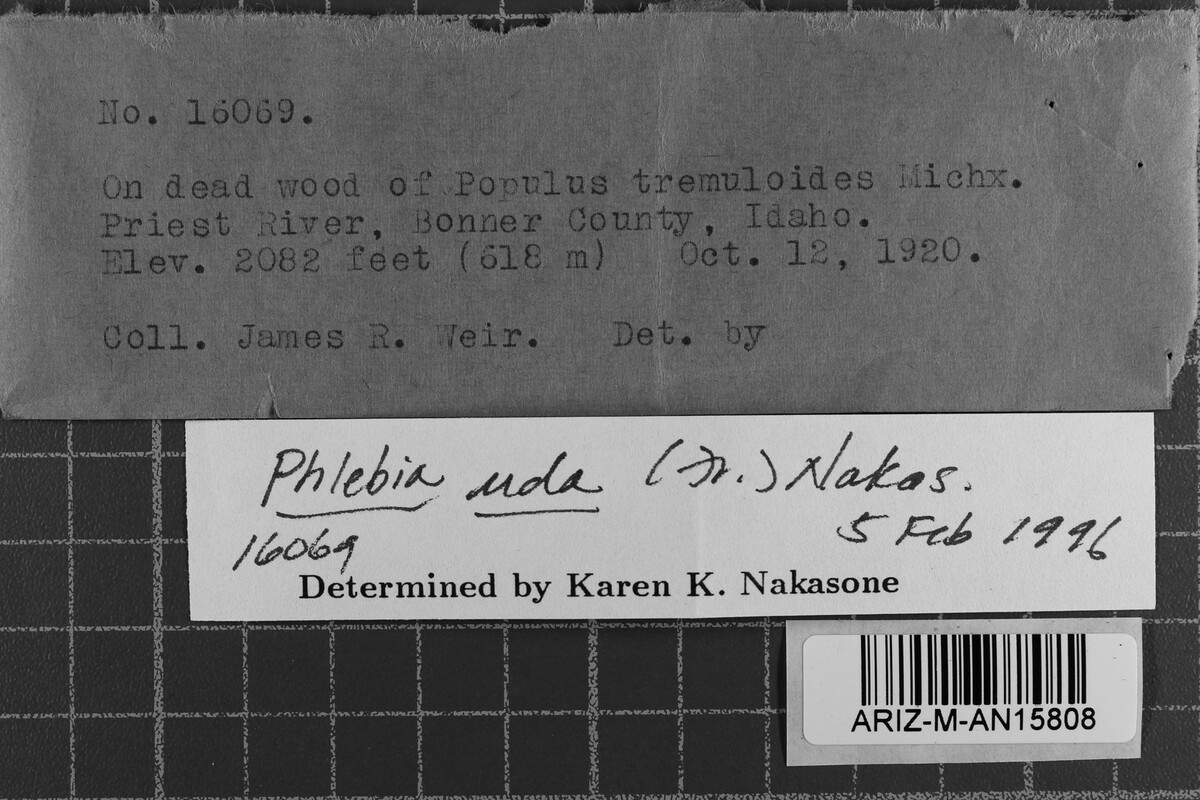 No. 16069.
On dead wood of Populus tremuloides Michx.
Priest River, Bonner County, Idaho.
Elev. 2082 feet (618 m) Oct. 12, 1920.
Coll. James R. Weir. Det. by
Phlebia uda (Fr.) Nakas.
16069 5 Feb 1996
Determined by Karen K. Nakasone
ARIZ-M-AN15808